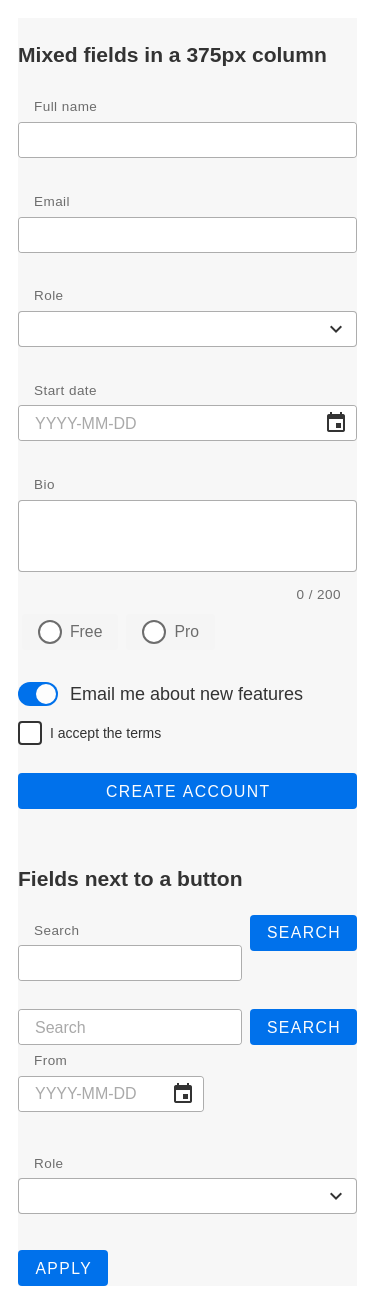 Mixed fields in a 375px column
Full name
Email
Role
Start date
YYYY-MM-DD
Bio
0 / 200
Free Pro
Email me about new features
I accept the terms
CREATE ACCOUNT
Fields next to a button
Search
SEARCH
Search SEARCH
From
YYYY-MM-DD
Role
APPLY